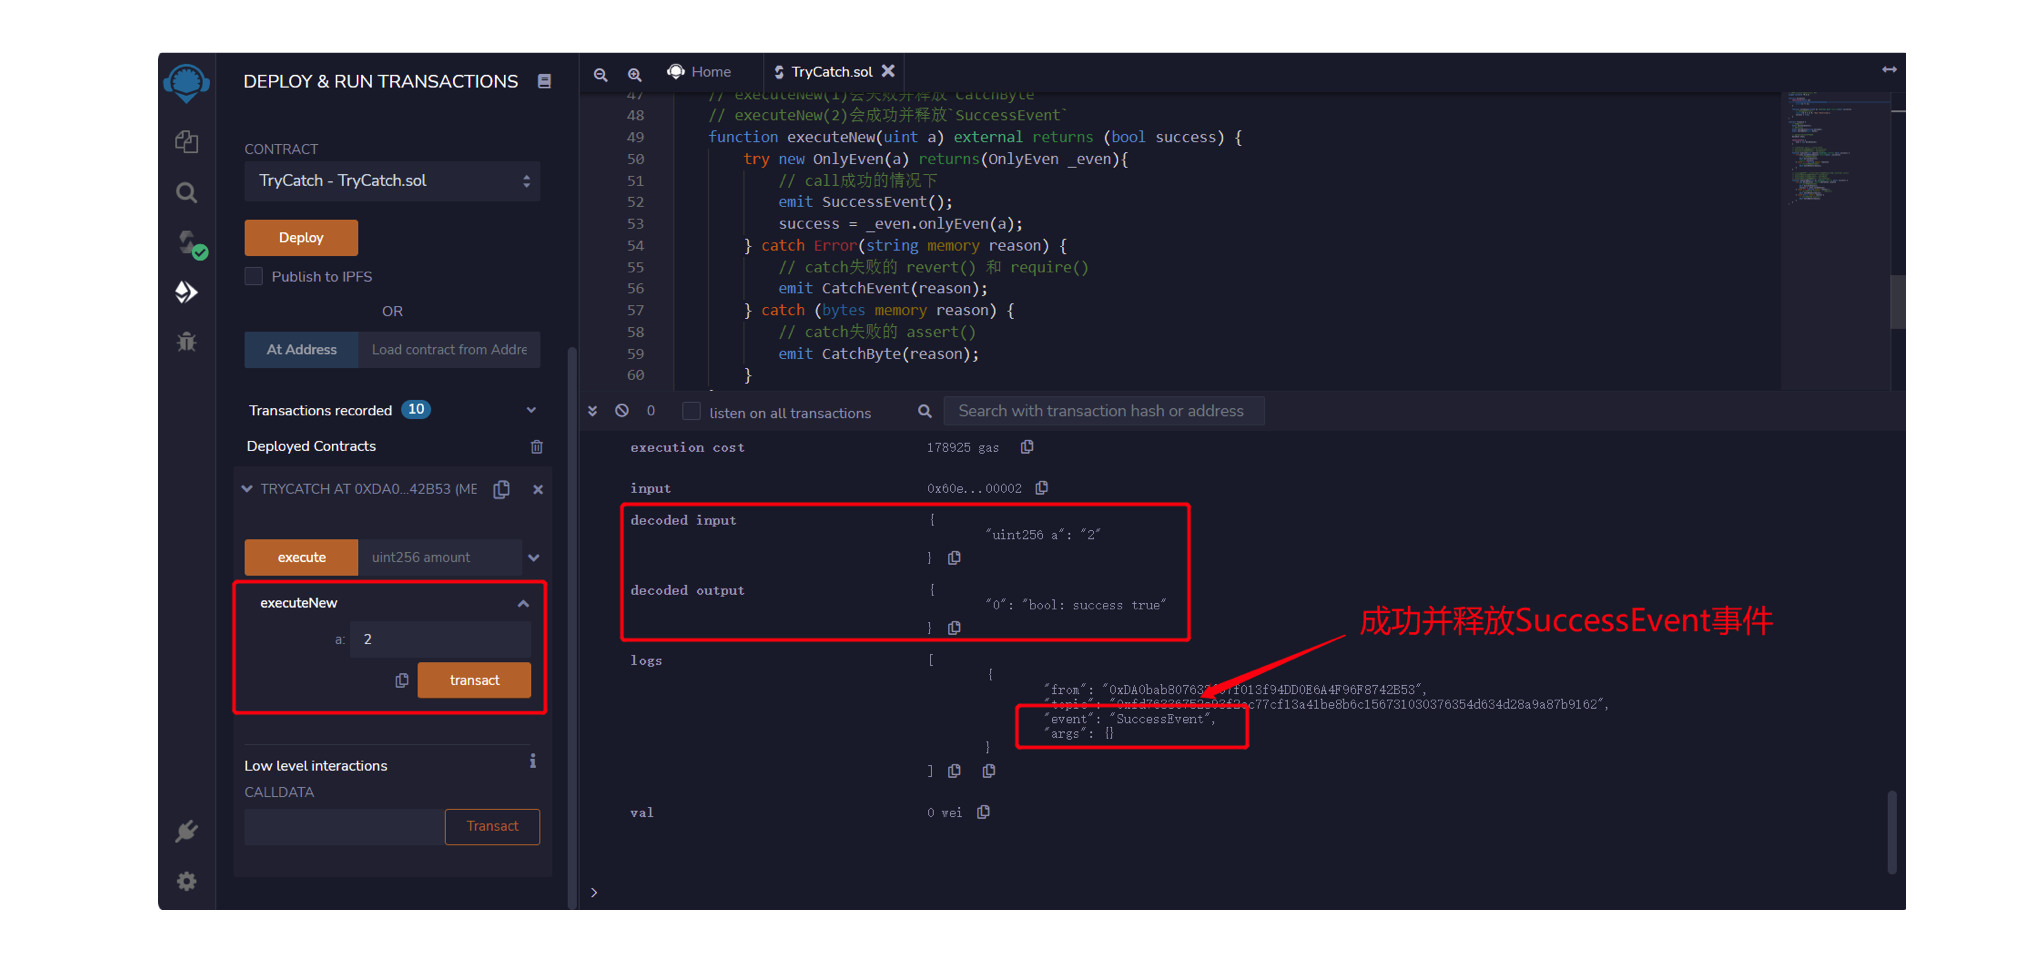 DEPLOY & RUN TRANSACTIONS
CONTRACT
TryCatch - TryCatch.sol
Deploy
Publish to IPFS
OR
At Address
Load contract from Addre
Transactions recorded 10
Deployed Contracts
TRYCATCH AT 0XDA0...42B53 (ME
execute
uint256 amount
executeNew
a: 2
transact
Low level interactions
CALLDATA
Transact
Home
TryCatch.sol
47 // executeNew(1)会失败并释放`CatchByte`
48 // executeNew(2)会成功并释放`SuccessEvent`
49 function executeNew(uint a) external returns (bool success) {
50 try new OnlyEven(a) returns(OnlyEven _even){
51 // call成功的情况下
52 emit SuccessEvent();
53 success = _even.onlyEven(a);
54 } catch Error(string memory reason) {
55 // catch失败的 revert() 和 require()
56 emit CatchEvent(reason);
57 } catch (bytes memory reason) {
58 // catch失败的 assert()
59 emit CatchByte(reason);
60 }
0
listen on all transactions
Search with transaction hash or address
execution cost 178925 gas
input 0x60e...00002
decoded input {
"uint256 a": "2"
}
decoded output {
"0": "bool: success true"
}
成功并释放SuccessEvent事件
logs [
{
"from":
"event": "SuccessEvent",
"args": {}
}
]
val 0 wei
>